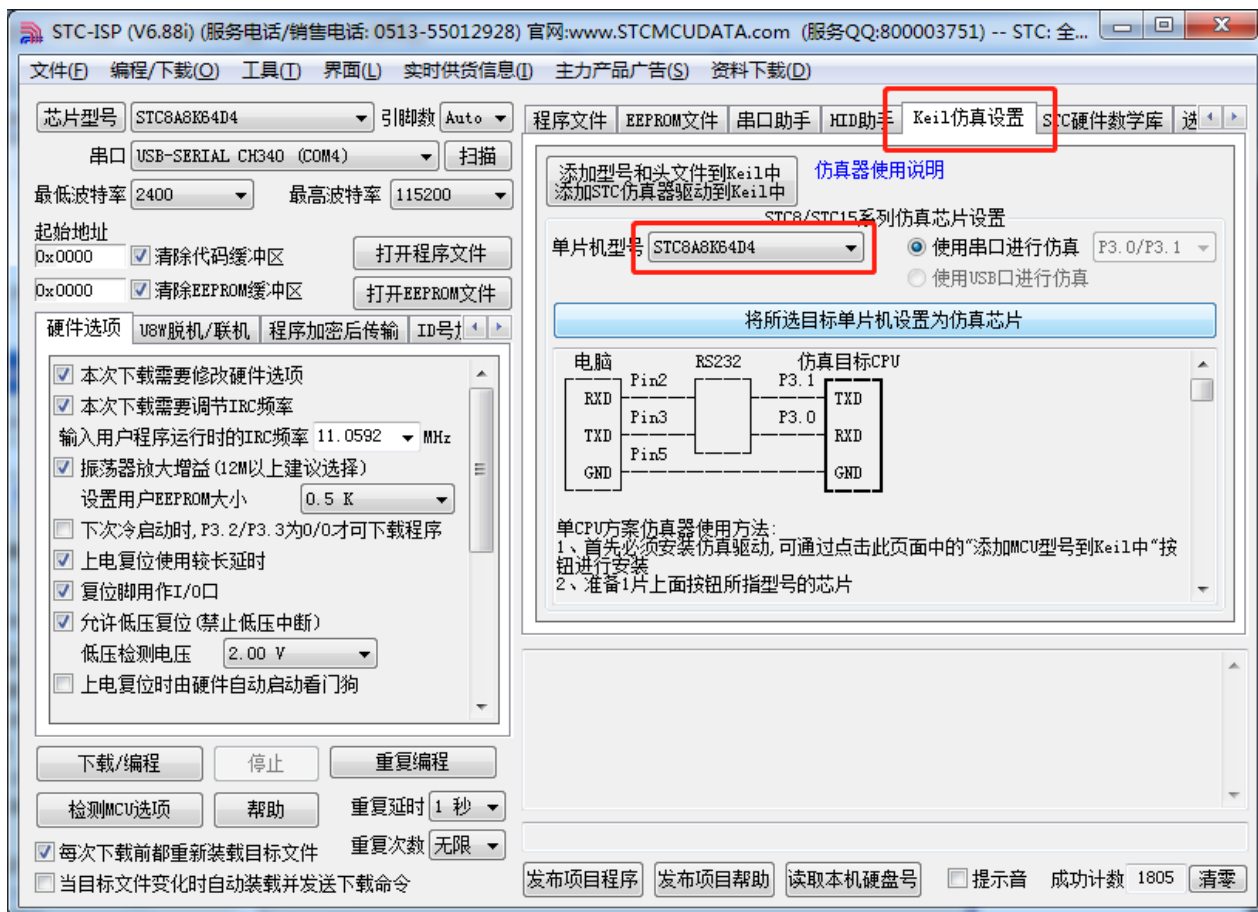 STC-ISP (V6.88i) (服务电话/销售电话: 0513-55012928) 官网:www.STCMCUDATA.com (服务QQ:800003751) -- STC: 全...
文件(F) 编程/下载(O) 工具(T) 界面(L) 实时供货信息(I) 主力产品广告(S) 资料下载(D)
芯片型号 STC8A8K64D4 引脚数 Auto
串口 USB-SERIAL CH340 (COM4) 扫描
最低波特率 2400 最高波特率 115200
起始地址
0x0000 清除代码缓冲区 打开程序文件
0x0000 清除EEPROM缓冲区 打开EEPROM文件
硬件选项 U8W脱机/联机 程序加密后传输 ID号
本次下载需要修改硬件选项
本次下载需要调节IRC频率
输入用户程序运行时的IRC频率 11.0592 MHz
振荡器放大增益(12M以上建议选择)
设置用户EEPROM大小 0.5 K
下次冷启动时,P3.2/P3.3为0/0才可下载程序
上电复位使用较长延时
复位脚用作I/O口
允许低压复位(禁止低压中断)
低压检测电压 2.00 V
上电复位时由硬件自动启动看门狗
下载/编程 停止 重复编程
检测MCU选项 帮助 重复延时 1 秒
每次下载前都重新装载目标文件 重复次数 无限
当目标文件变化时自动装载并发送下载命令
程序文件 EEPROM文件 串口助手 HID助手 Keil仿真设置 STC硬件数学库 选
添加型号和头文件到Keil中
添加STC仿真器驱动到Keil中
仿真器使用说明
STC8/STC15系列仿真芯片设置
单片机型号 STC8A8K64D4 使用串口进行仿真 P3.0/P3.1
使用USB口进行仿真
将所选目标单片机设置为仿真芯片
电脑 RS232 仿真目标CPU
RXD Pin2 P3.1 TXD
TXD Pin3 P3.0 RXD
GND Pin5 GND
单CPU方案仿真器使用方法:
1、首先必须安装仿真驱动,可通过点击此页面中的"添加MCU型号到Keil中"按
钮进行安装
2、准备1片上面按钮所指型号的芯片
发布项目程序 发布项目帮助 读取本机硬盘号 提示音 成功计数 1805 清零